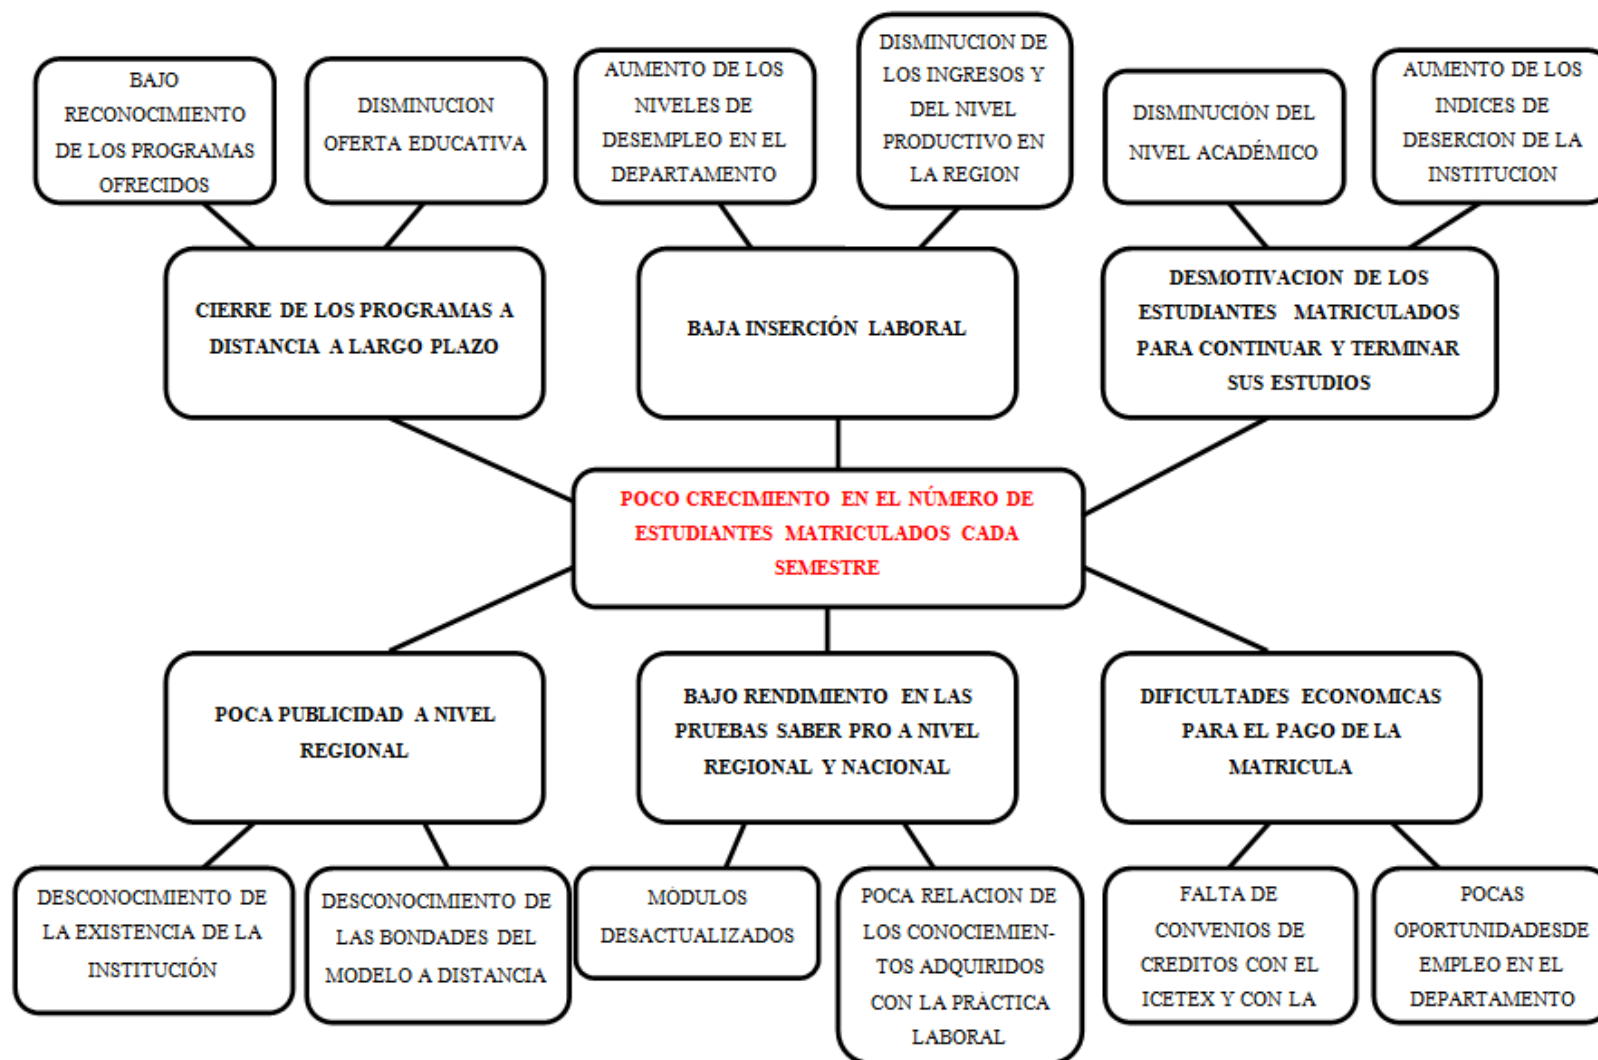 BAJO
RECONOCIMIENTO
DE LOS PROGRAMAS
OFRECIDOS
DISMINUCION
OFERTA EDUCATIVA
AUMENTO DE LOS
NIVELES DE
DESEMPLEO EN EL
DEPARTAMENTO
DISMINUCION DE
LOS INGRESOS Y
DEL NIVEL
PRODUCTIVO EN
LA REGION
DISMINUCIÓN DEL
NIVEL ACADÉMICO
AUMENTO DE LOS
INDICES DE
DESERCION DE LA
INSTITUCION
CIERRE DE LOS PROGRAMAS A
DISTANCIA A LARGO PLAZO
BAJA INSERCIÓN LABORAL
DESMOTIVACION DE LOS
ESTUDIANTES MATRICULADOS
PARA CONTINUAR Y TERMINAR
SUS ESTUDIOS
POCO CRECIMIENTO EN EL NÚMERO DE
ESTUDIANTES MATRICULADOS CADA
SEMESTRE
POCA PUBLICIDAD A NIVEL
REGIONAL
BAJO RENDIMIENTO EN LAS
PRUEBAS SABER PRO A NIVEL
REGIONAL Y NACIONAL
DIFICULTADES ECONOMICAS
PARA EL PAGO DE LA
MATRICULA
DESCONOCIMIENTO DE
LA EXISTENCIA DE LA
INSTITUCIÓN
DESCONOCIMIENTO DE
LAS BONDADES DEL
MODELO A DISTANCIA
MÓDULOS
DESACTUALIZADOS
POCA RELACION DE
LOS CONOCIEMIEN-
TOS ADQUIRIDOS
CON LA PRÁCTICA
LABORAL
FALTA DE
CONVENIOS DE
CREDITOS CON EL
ICETEX Y CON LA
POCAS
OPORTUNIDADESDE
EMPLEO EN EL
DEPARTAMENTO